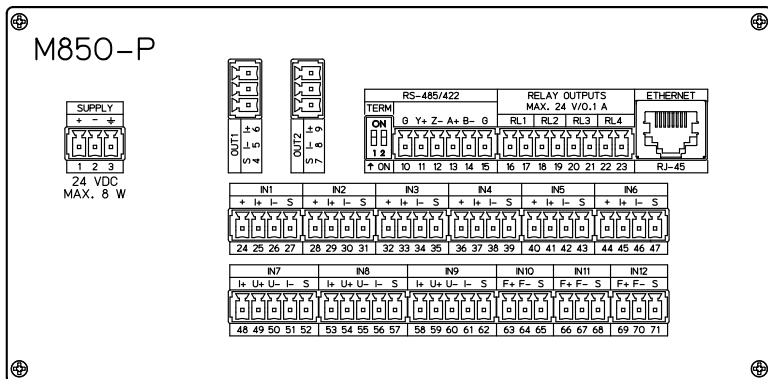 M850-P
SUPPLY
+ - ⏚
1 2 3
24 VDC
MAX. 8 W
OUT1
S I- I+
4 5 6
OUT2
S I- I+
7 8 9
RS-485/422
TERM
ON
1 2
↑ ON
G Y+ Z- A+ B- G
10 11 12 13 14 15
RELAY OUTPUTS
MAX. 24 V/0.1 A
RL1 RL2 RL3 RL4
16 17 18 19 20 21 22 23
ETHERNET
RJ-45
IN1 IN2 IN3 IN4 IN5 IN6
+ I+ I- S + I+ I- S + I+ I- S + I+ I- S + I+ I- S + I+ I- S
24 25 26 27 28 29 30 31 32 33 34 35 36 37 38 39 40 41 42 43 44 45 46 47
IN7 IN8 IN9 IN10 IN11 IN12
I+ U+ U- I- S I+ U+ U- I- S I+ U+ U- I- S F+ F- S F+ F- S F+ F- S
48 49 50 51 52 53 54 55 56 57 58 59 60 61 62 63 64 65 66 67 68 69 70 71